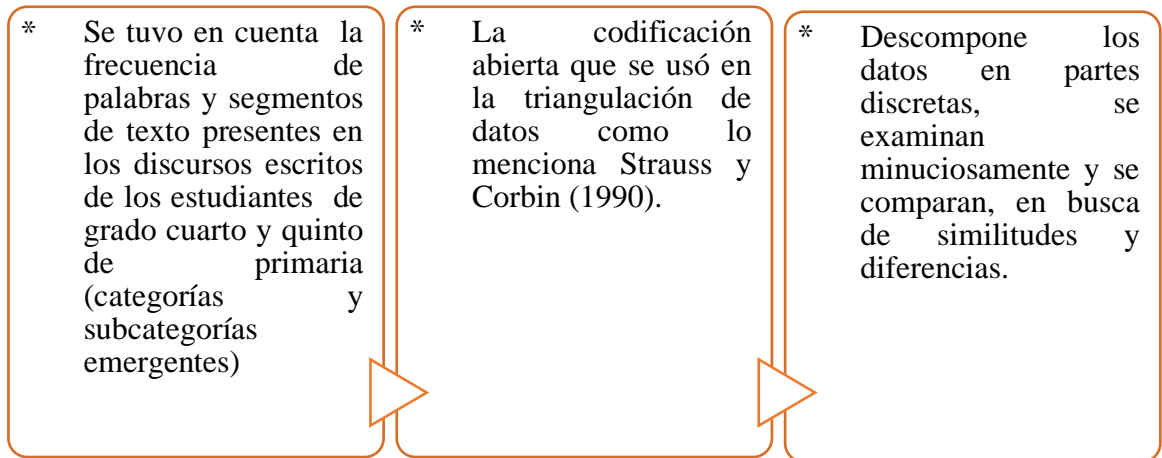 * Se tuvo en cuenta la
frecuencia de
palabras y segmentos
de texto presentes en
los discursos escritos
de los estudiantes de
grado cuarto y quinto
de primaria
(categorías y
subcategorías
emergentes)
* La codificación
abierta que se usó en
la triangulación de
datos como lo
menciona Strauss y
Corbin (1990).
* Descompone los
datos en partes
discretas, se
examinan
minuciosamente y se
comparan, en busca
de similitudes y
diferencias.